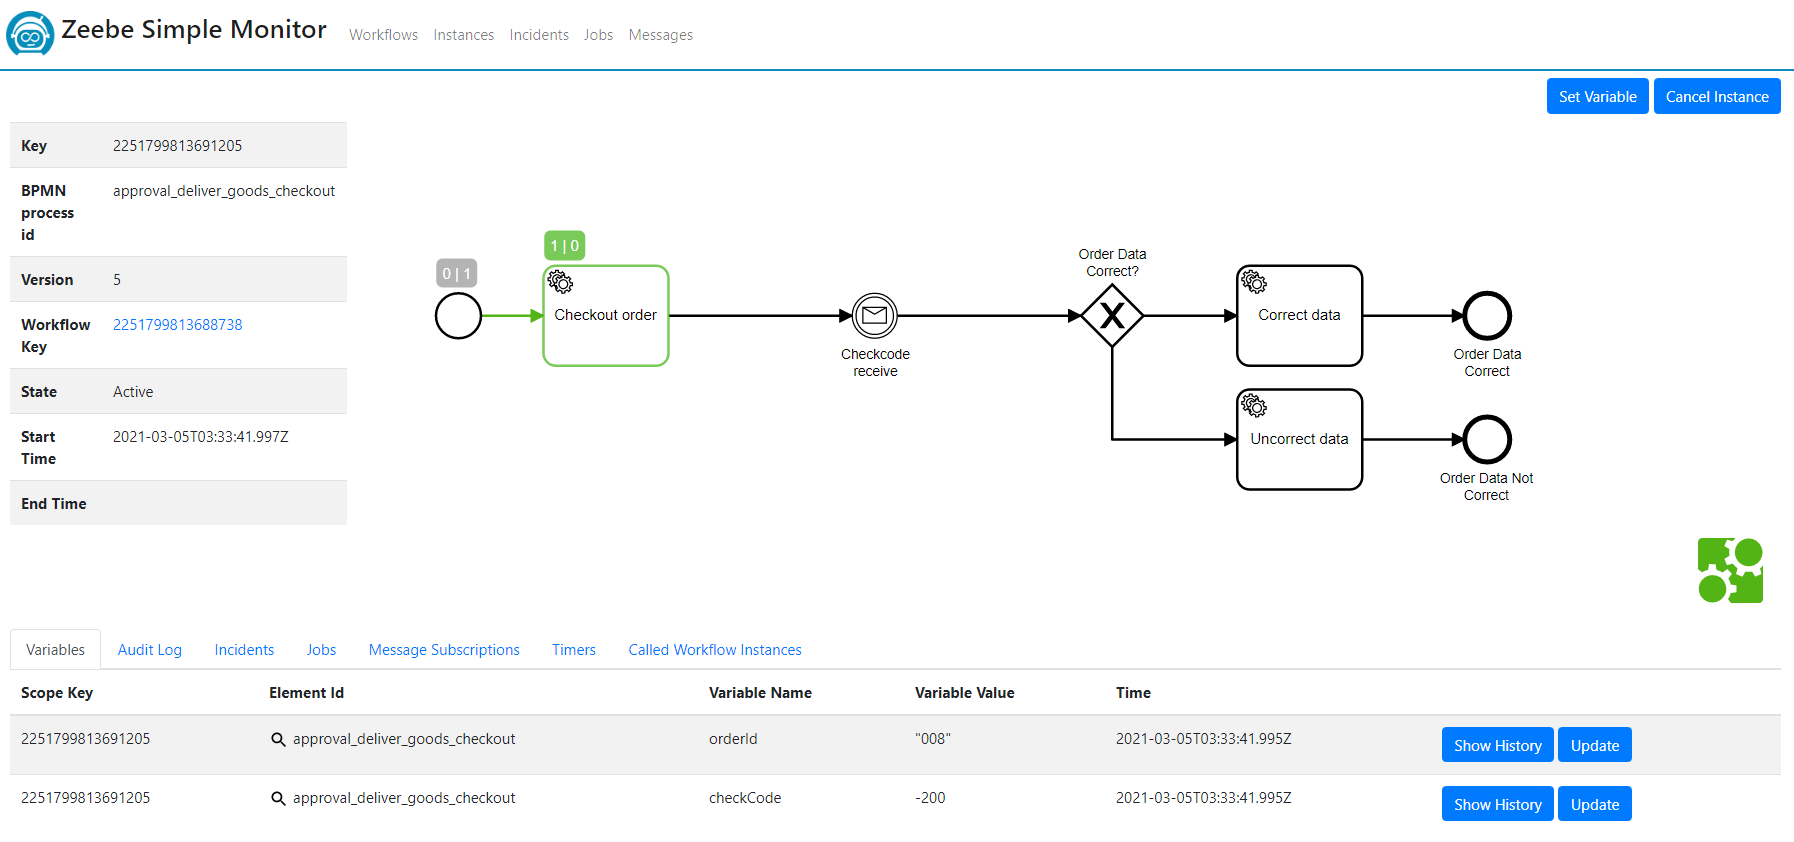 Zeebe Simple Monitor
Workflows Instances Incidents Jobs Messages
Set Variable Cancel Instance
Key 2251799813691205
BPMN process id approval_deliver_goods_checkout
Version 5
Workflow Key 2251799813688738
State Active
Start Time 2021-03-05T03:33:41.997Z
End Time
0 | 1
1 | 0
Checkout order
Checkcode
receive
Order Data
Correct?
X
Correct data
Order Data
Correct
Uncorrect data
Order Data Not
Correct
Variables Audit Log Incidents Jobs Message Subscriptions Timers Called Workflow Instances
Scope Key Element Id Variable Name Variable Value Time
2251799813691205 approval_deliver_goods_checkout orderId "008" 2021-03-05T03:33:41.995Z Show History Update
2251799813691205 approval_deliver_goods_checkout checkCode -200 2021-03-05T03:33:41.995Z Show History Update